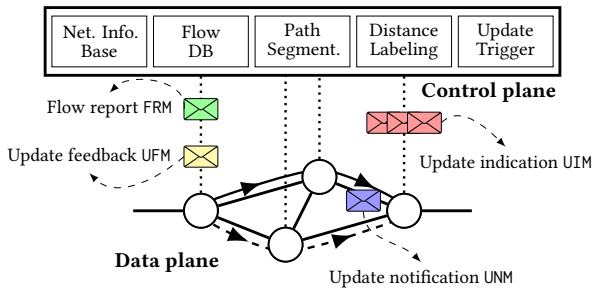 Net. Info.
Base
Flow
DB
Path
Segment.
Distance
Labeling
Update
Trigger
Control plane
Flow report FRM
Update feedback UFM
Update indication UIM
Data plane
Update notification UNM